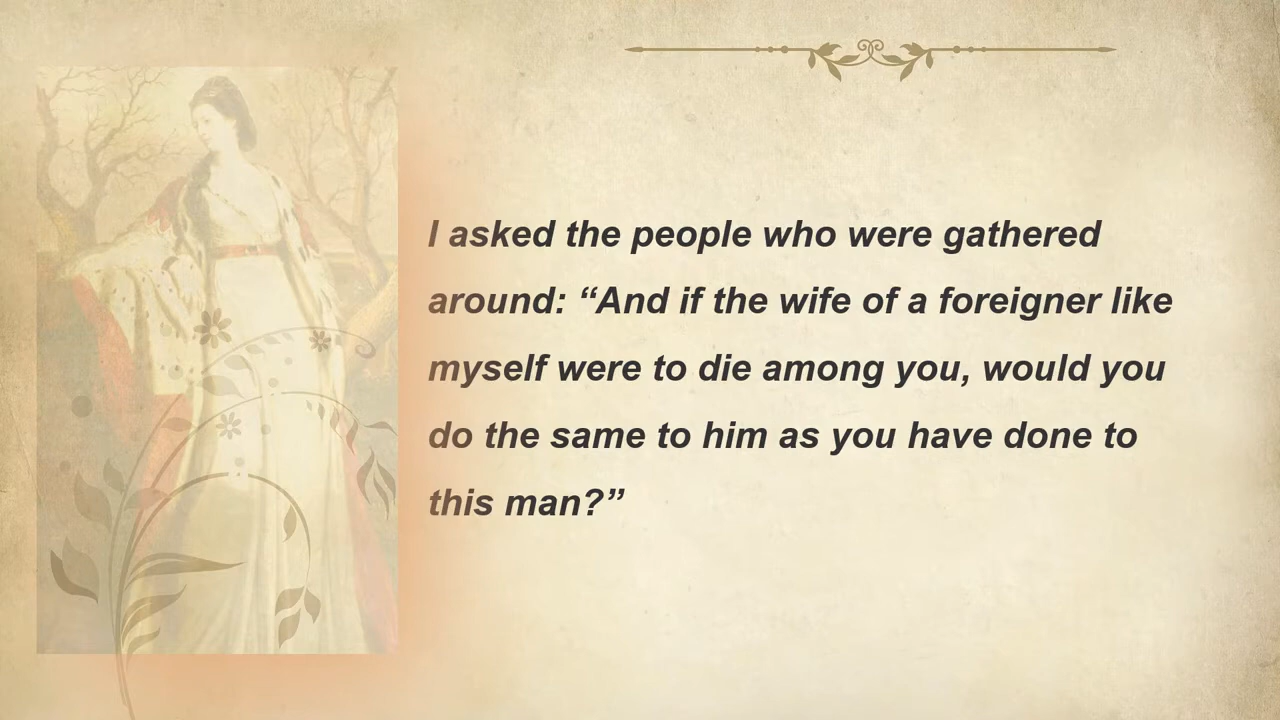 I asked the people who were gathered
around: “And if the wife of a foreigner like
myself were to die among you, would you
do the same to him as you have done to
this man?”